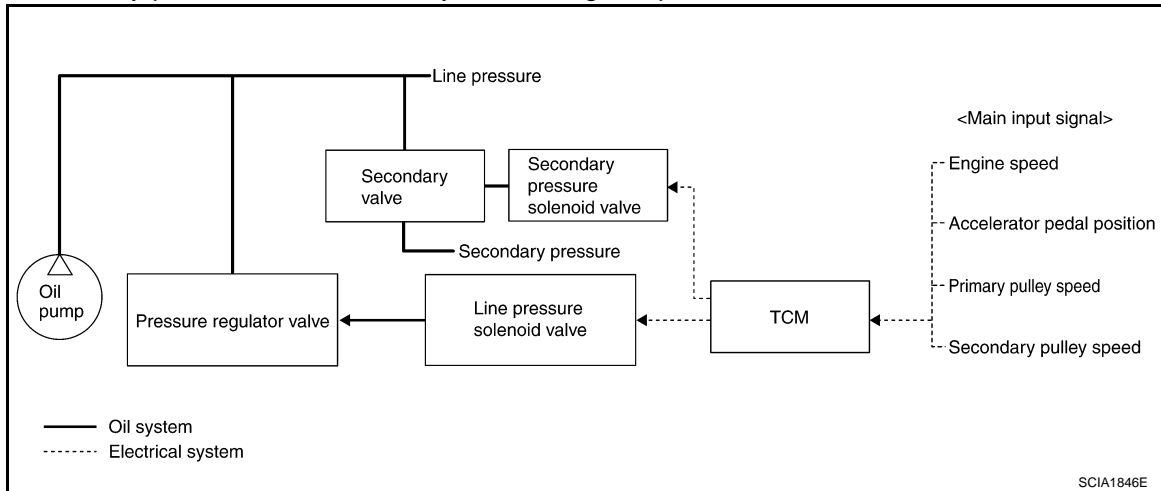 Line pressure
<Main input signal>
Secondary
valve
Secondary
pressure
solenoid valve
Engine speed
Accelerator pedal position
Secondary pressure
Oil
pump
Pressure regulator valve
Line pressure
solenoid valve
TCM
Primary pulley speed
Secondary pulley speed
Oil system
Electrical system
SCIA1846E